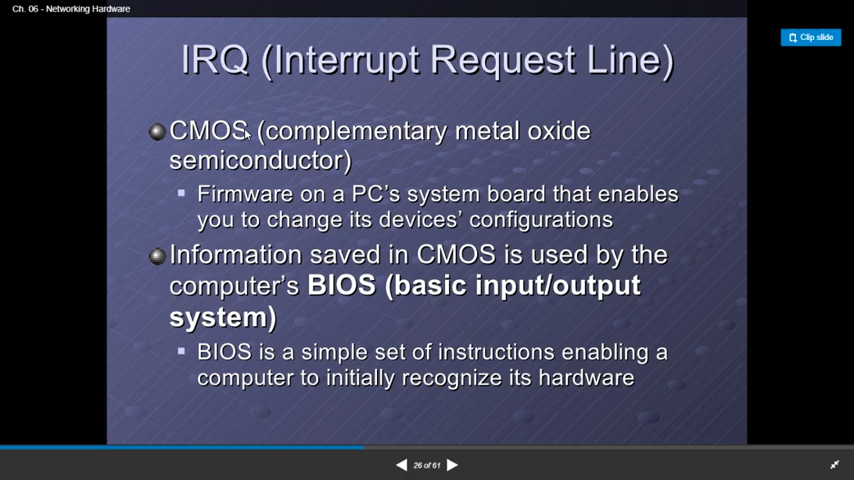 Ch. 06 - Networking Hardware
Clip slide
IRQ (Interrupt Request Line)
CMOS (complementary metal oxide
semiconductor)
Firmware on a PC's system board that enables
you to change its devices' configurations
Information saved in CMOS is used by the
computer's BIOS (basic input/output
system)
BIOS is a simple set of instructions enabling a
computer to initially recognize its hardware
26 of 61